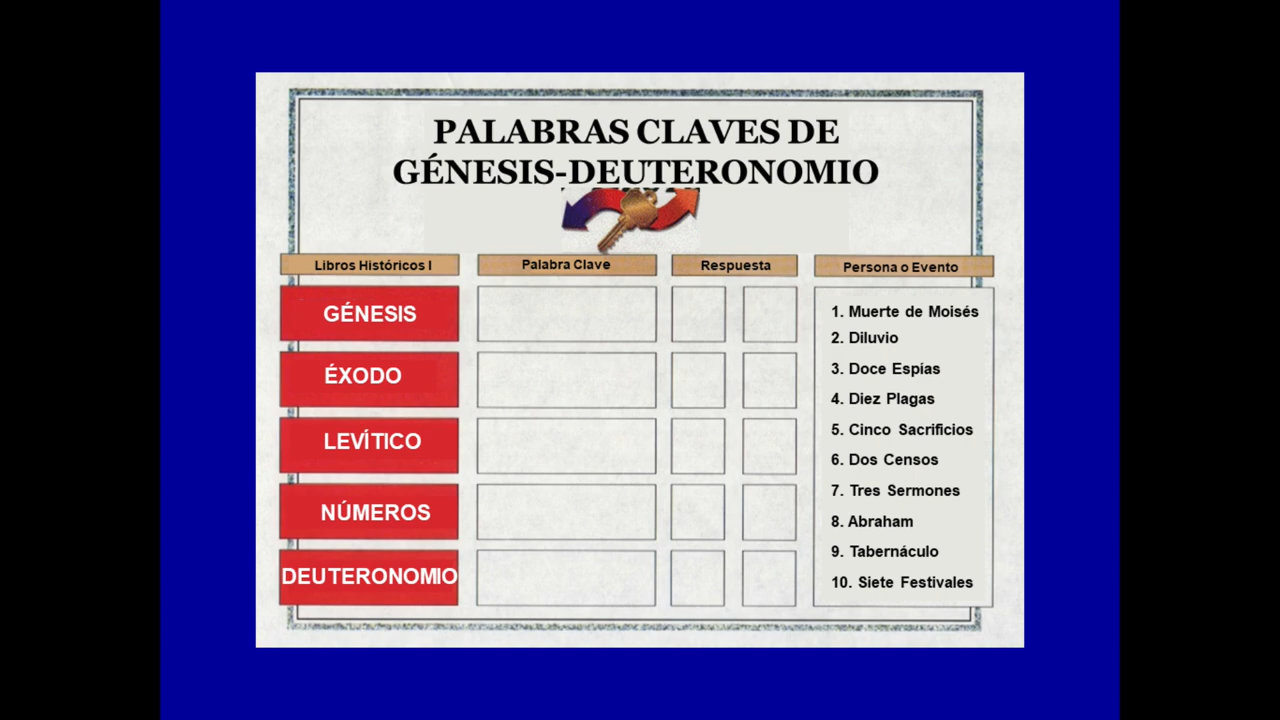 PALABRAS CLAVES DE
GÉNESIS-DEUTERONOMIO
Libros Históricos I
Palabra Clave
Respuesta
Persona o Evento
GÉNESIS
ÉXODO
LEVÍTICO
NÚMEROS
DEUTERONOMIO
1. Muerte de Moisés
2. Diluvio
3. Doce Espías
4. Diez Plagas
5. Cinco Sacrificios
6. Dos Censos
7. Tres Sermones
8. Abraham
9. Tabernáculo
10. Siete Festivales